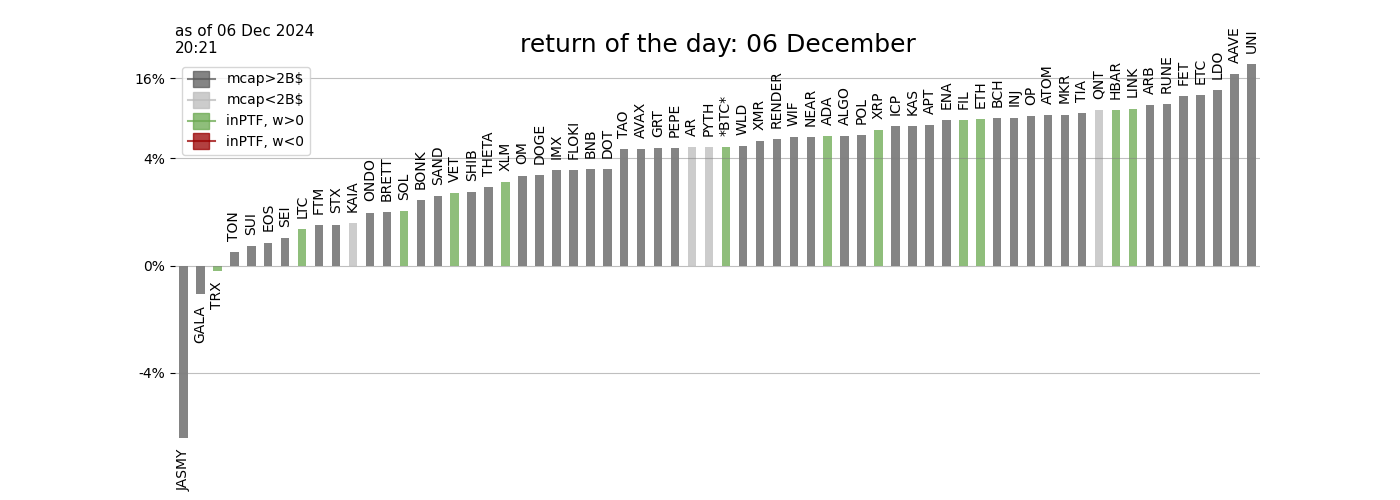 as of 06 Dec 2024
20:21
return of the day: 06 December
mcap>2B$
mcap<2B$
inPTF, w>0
inPTF, w<0
16%
4%
0%
-4%
JASMY
GALA
TRX
TON
SUI
EOS
SEI
LTC
FTM
STX
KAIA
ONDO
BRETT
SOL
BONK
SAND
VET
SHIB
THETA
XLM
OM
DOGE
IMX
FLOKI
BNB
DOT
TAO
AVAX
GRT
PEPE
AR
PYTH
*BTC*
WLD
XMR
RENDER
WIF
NEAR
ADA
ALGO
POL
XRP
ICP
KAS
APT
ENA
FIL
ETH
BCH
INJ
OP
ATOM
MKR
TIA
QNT
HBAR
LINK
ARB
RUNE
FET
ETC
LDO
AAVE
UNI